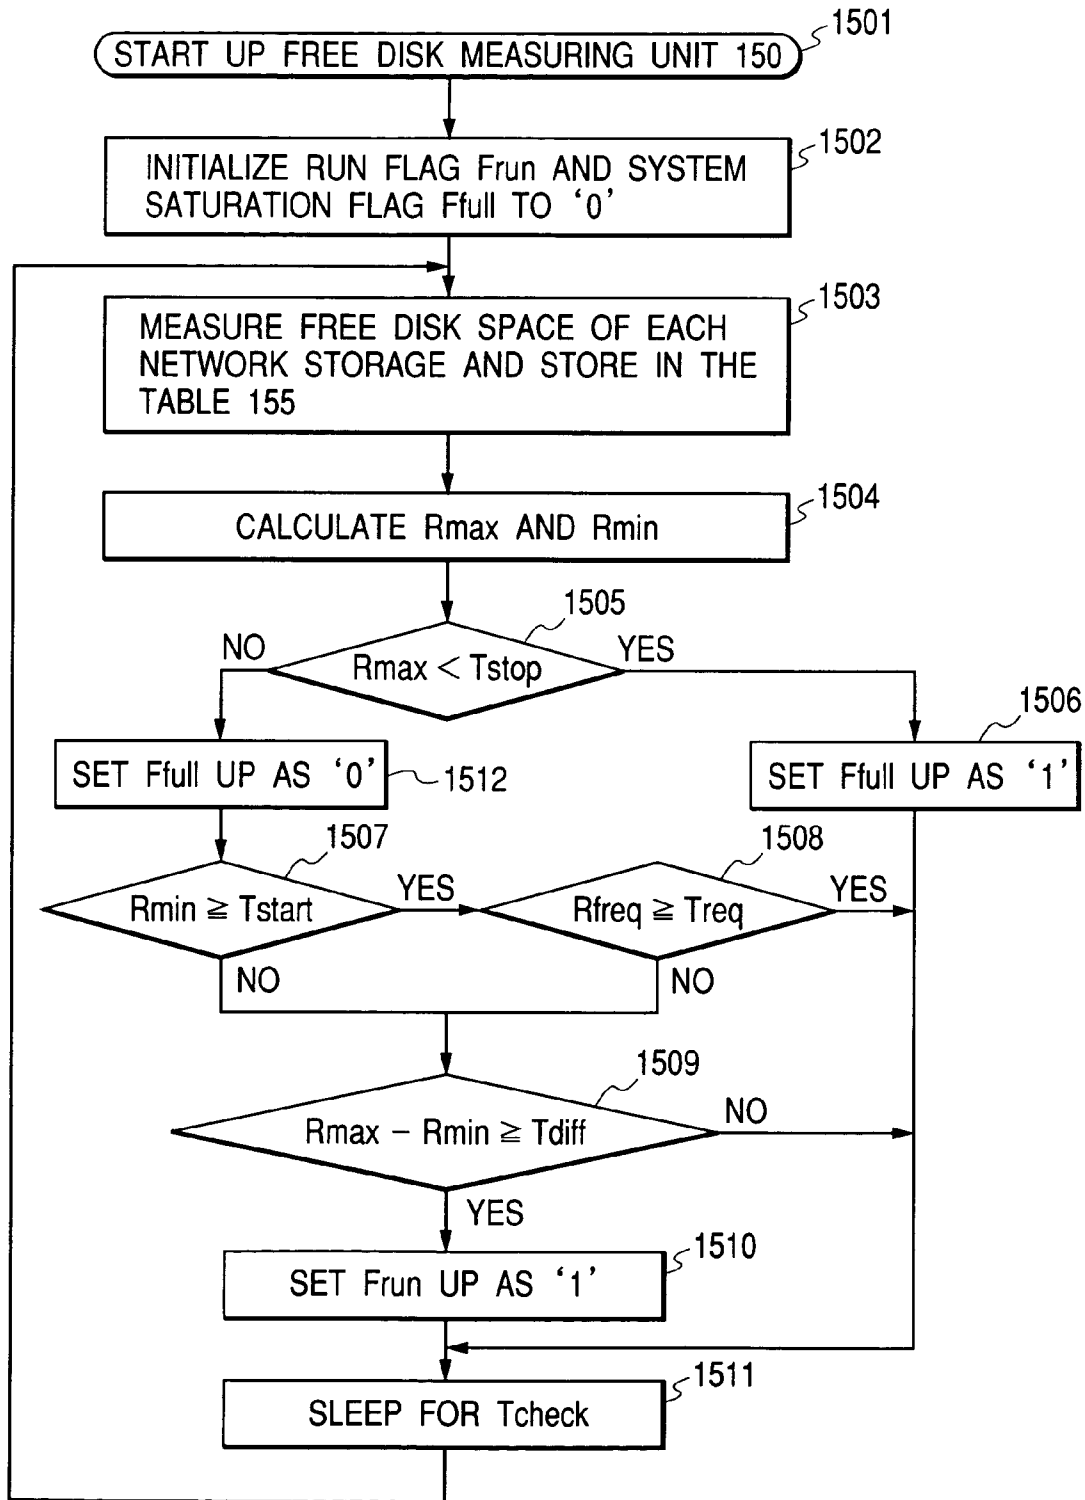 1501
START UP FREE DISK MEASURING UNIT 150
1502
INITIALIZE RUN FLAG Frun AND SYSTEM
SATURATION FLAG Ffull TO ‘0’
1503
MEASURE FREE DISK SPACE OF EACH
NETWORK STORAGE AND STORE IN THE
TABLE 155
1504
CALCULATE Rmax AND Rmin
1505
NO
Rmax < Tstop
YES
1506
SET Ffull UP AS ‘0’
1512
SET Ffull UP AS ‘1’
1507
1508
Rmin ≧ Tstart
YES
Rfreq ≧ Treq
YES
NO
NO
1509
Rmax – Rmin ≧ Tdiff
NO
YES
1510
SET Frun UP AS ‘1’
1511
SLEEP FOR Tcheck